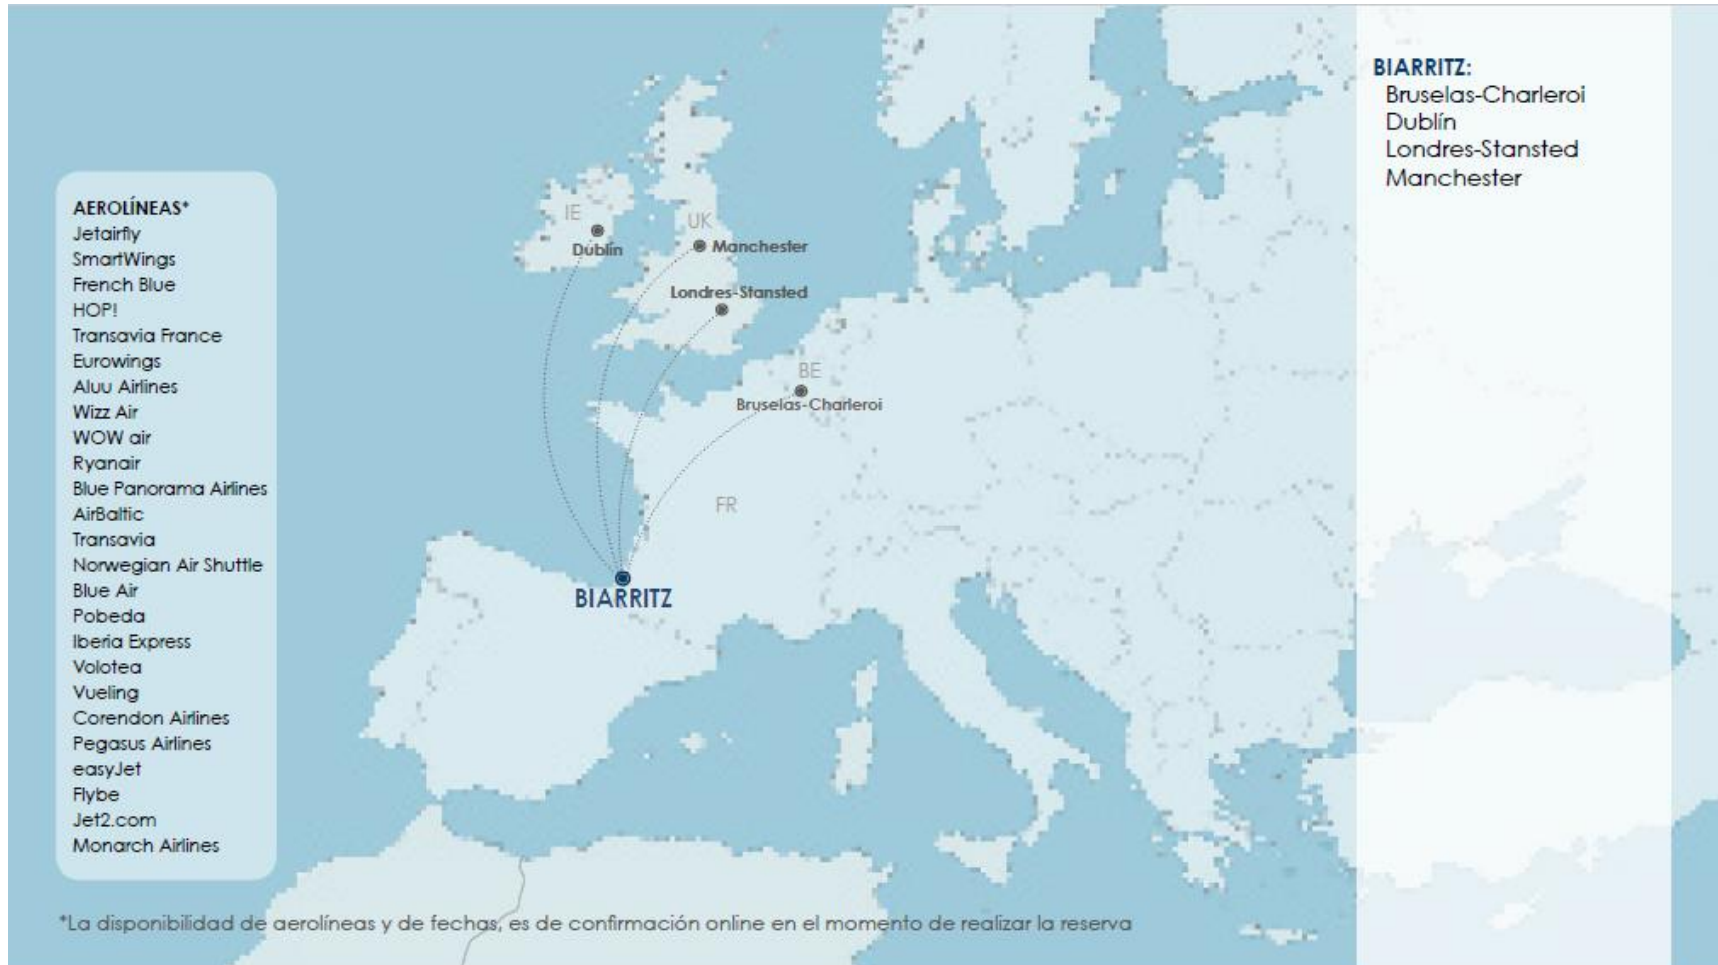 BIARRITZ:
Bruselas-Charleroi
Dublín
Londres-Stansted
Manchester
AEROLÍNEAS*
Jetairfly
SmartWings
French Blue
HOP!
Transavia France
Eurowings
Aluu Airlines
Wizz Air
WOW air
Ryanair
Blue Panorama Airlines
AirBaltic
Transavia
Norwegian Air Shuttle
Blue Air
Pobeda
Iberia Express
Volotea
Vueling
Corendon Airlines
Pegasus Airlines
easyJet
Flybe
Jet2.com
Monarch Airlines
IE
Dublín
UK
Manchester
Londres-Stansted
BE
Bruselas-Charleroi
FR
BIARRITZ
*La disponibilidad de aerolíneas y de fechas, es de confirmación online en el momento de realizar la reserva